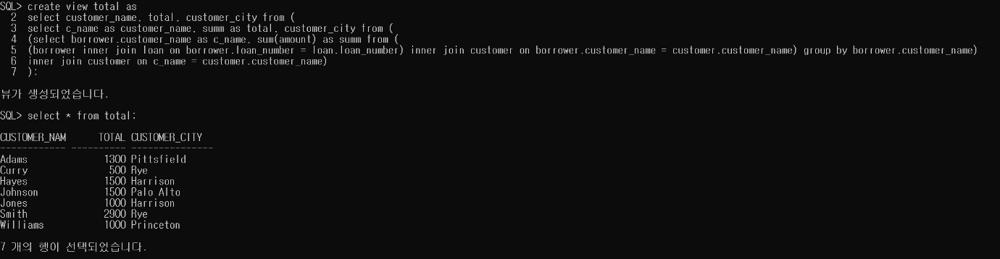 SQL> create view total as
  2  select customer_name, total, customer_city from (
  3  select c_name as customer_name, summ as total, customer_city from (
  4  (select borrower.customer_name as c_name, sum(amount) as summ from (
  5  (borrower inner join loan on borrower.loan_number = loan.loan_number) inner join customer on borrower.customer_name = customer.customer_name) group by borrower.customer_name)
  6  inner join customer on c_name = customer.customer_name)
  7  );
뷰가 생성되었습니다.
SQL> select * from total;
CUSTOMER_NAM      TOTAL CUSTOMER_CITY
------------ ---------- ---------------
Adams              1300 Pittsfield
Curry               500 Rye
Hayes              1500 Harrison
Johnson            1500 Palo Alto
Jones              1000 Harrison
Smith              2900 Rye
Williams           1000 Princeton
7 개의 행이 선택되었습니다.